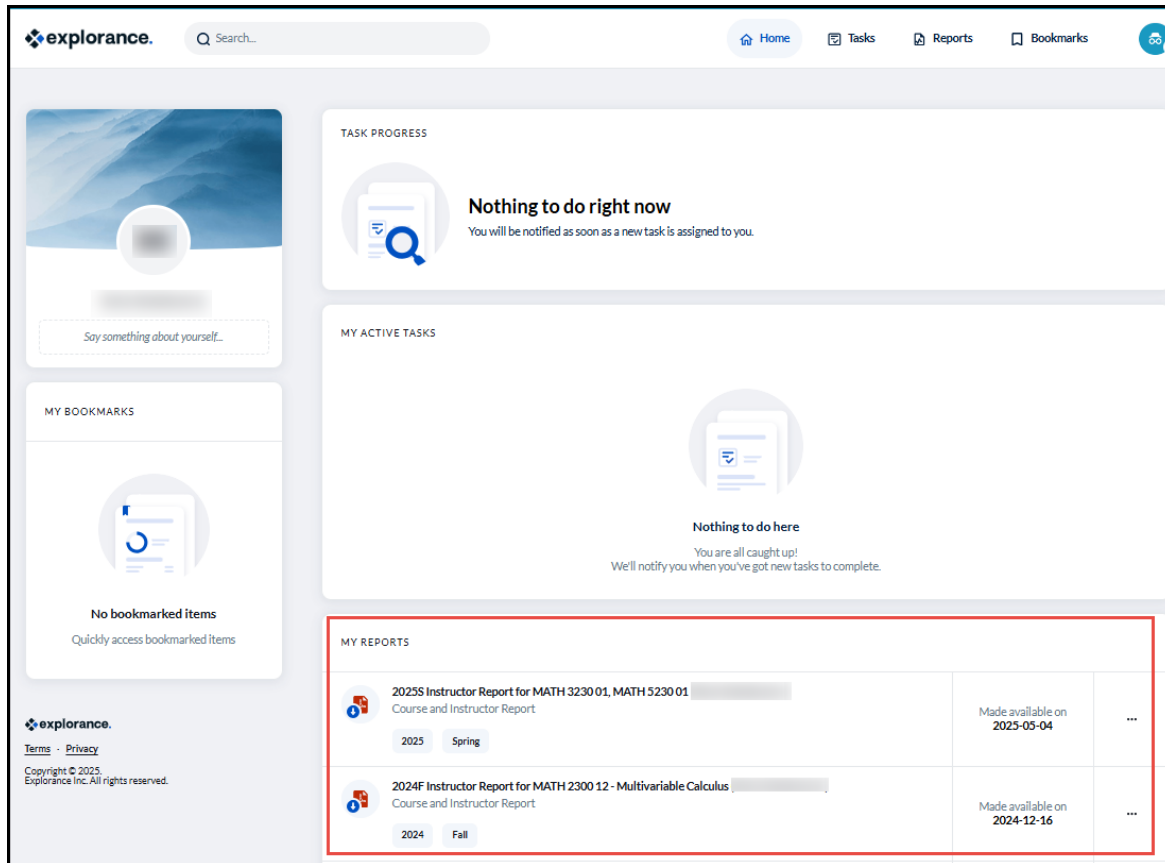 explorance.
Search...
Home
Tasks
Reports
Bookmarks
Say something about yourself...
MY BOOKMARKS
No bookmarked items
Quickly access bookmarked items
explorance.
Terms · Privacy
Copyright © 2025.
Explorance Inc. All rights reserved.
TASK PROGRESS
Nothing to do right now
You will be notified as soon as a new task is assigned to you.
MY ACTIVE TASKS
Nothing to do here
You are all caught up!
We'll notify you when you've got new tasks to complete.
MY REPORTS
2025S Instructor Report for MATH 3230 01, MATH 5230 01
Course and Instructor Report
2025 Spring
Made available on
2025-05-04
...
2024F Instructor Report for MATH 2300 12 - Multivariable Calculus
Course and Instructor Report
2024 Fall
Made available on
2024-12-16
...